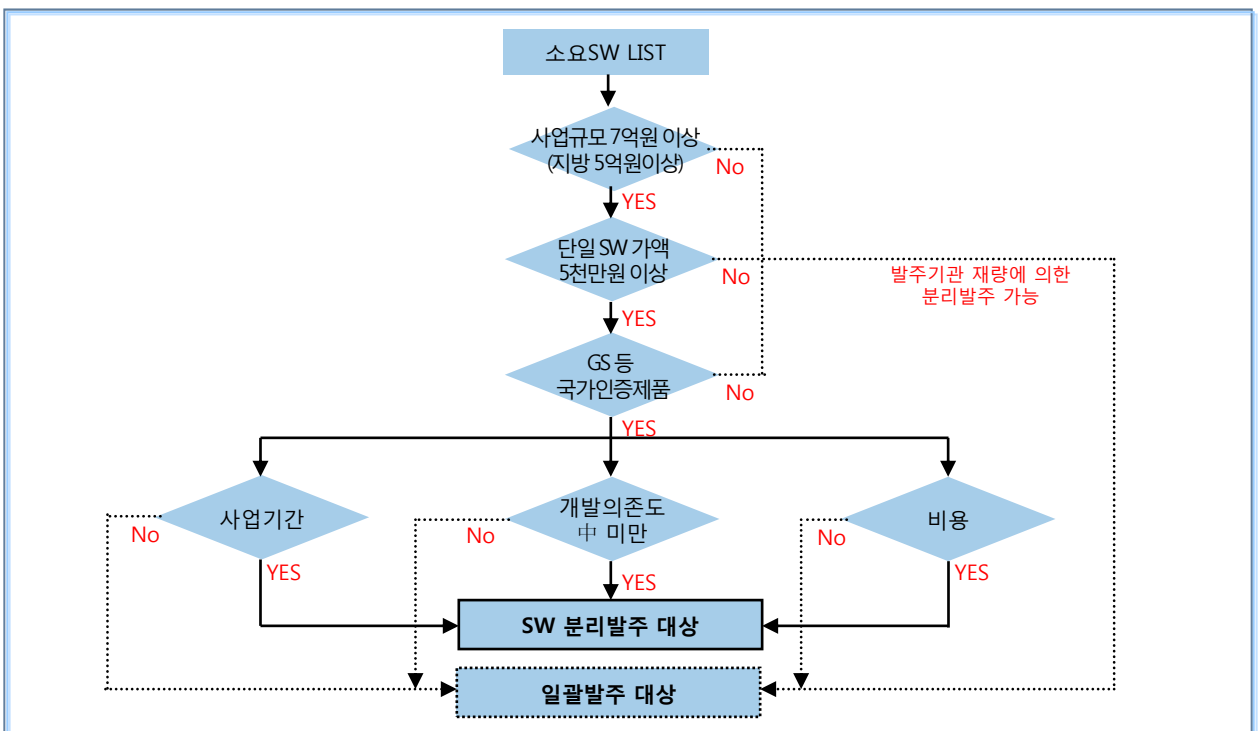 소요SW LIST
사업규모 7억원 이상
(지방 5억원이상)
No
YES
단일 SW 가액
5천만원 이상
No
발주기관 재량에 의한
분리발주 가능
YES
GS 등
국가인증제품
No
YES
사업기간
개발의존도
中 미만
비용
No
No
No
YES
YES
YES
SW 분리발주 대상
일괄발주 대상